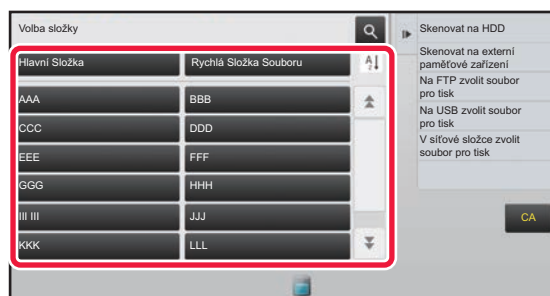 Volba složky
Hlavní Složka
Rychlá Složka Souboru
A
Z
AAA
BBB
CCC
DDD
EEE
FFF
GGG
HHH
III III
JJJ
KKK
LLL
Skenovat na HDD
Skenovat na externí
paměťové zařízení
Na FTP zvolit soubor
pro tisk
Na USB zvolit soubor
pro tisk
V síťové složce zvolit
soubor pro tisk
CA